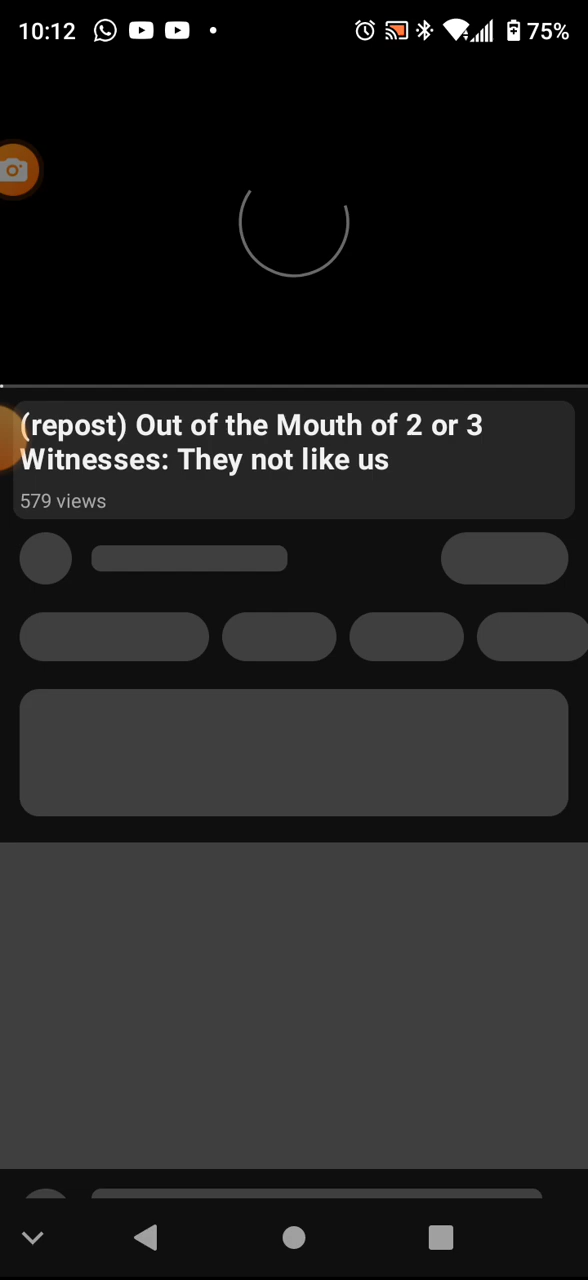 10:12
75%
(repost) Out of the Mouth of 2 or 3
Witnesses: They not like us
579 views